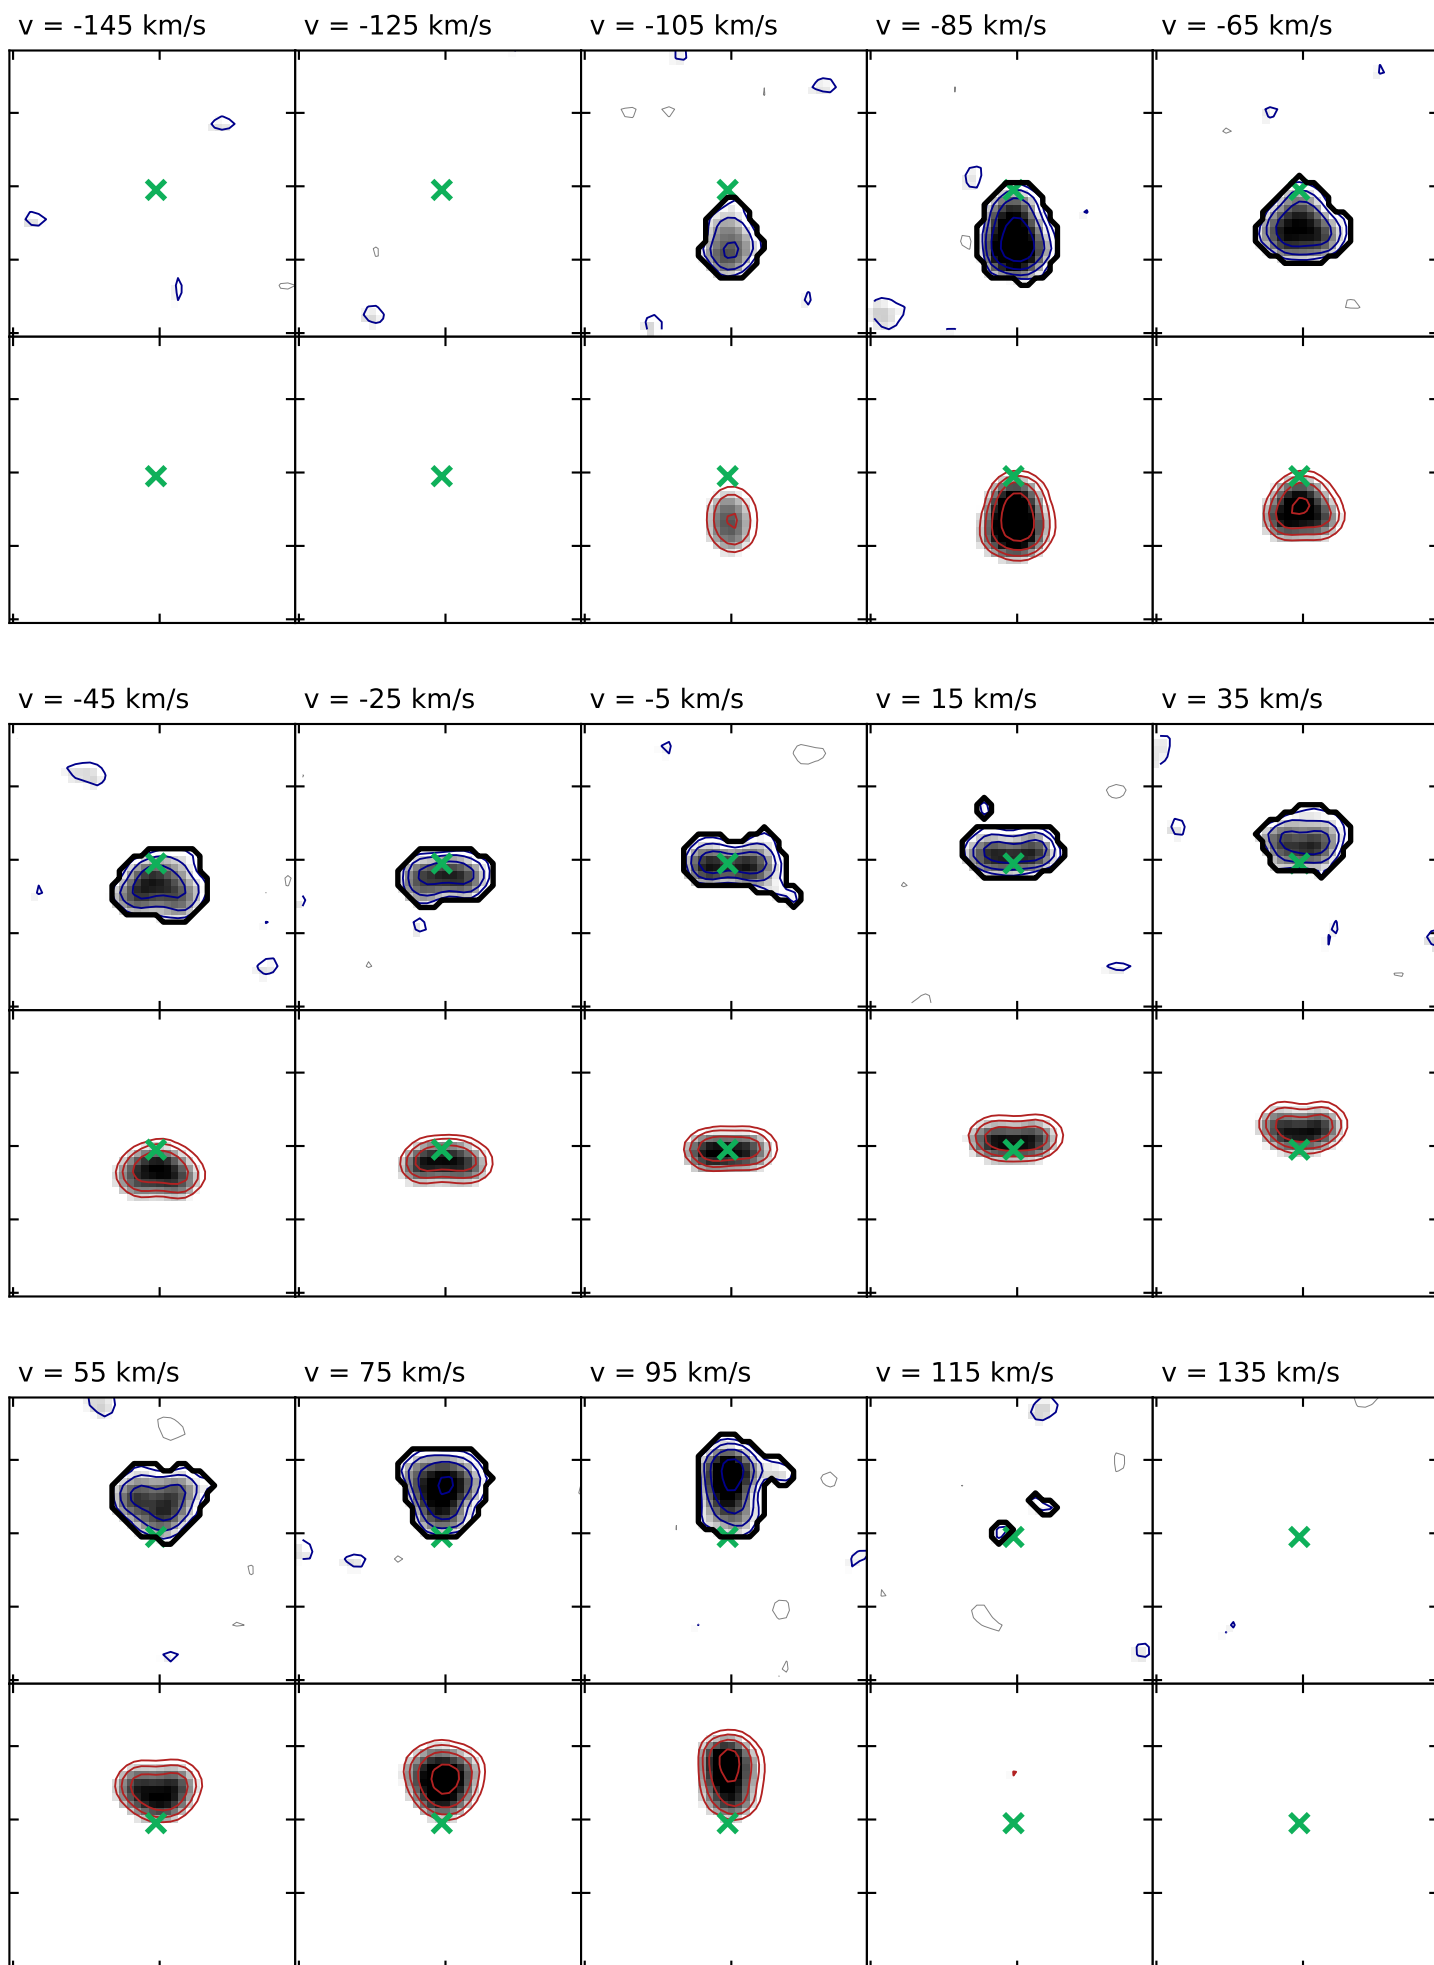 v = -145 km/s
v = -125 km/s
v = -105 km/s
v = -85 km/s
v = -65 km/s
v = -45 km/s
v = -25 km/s
v = -5 km/s
v = 15 km/s
v = 35 km/s
v = 55 km/s
v = 75 km/s
v = 95 km/s
v = 115 km/s
v = 135 km/s